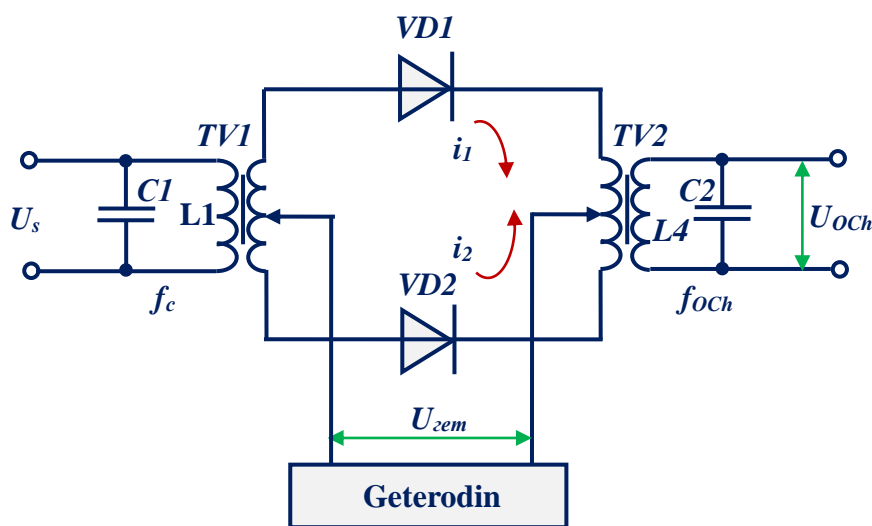 VD1
TV1
TV2
i1
C1
C2
Us
L1
L4
UOCh
i2
VD2
fc
fOCh
Uгет
Geterodin